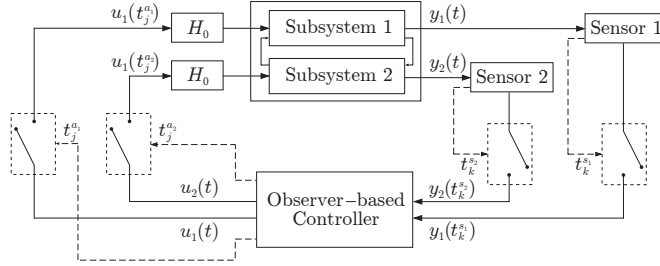 u₁(t_j^{a₁})
H₀
Subsystem 1
y₁(t)
Sensor 1
u₁(t_j^{a₂})
H₀
Subsystem 2
y₂(t)
Sensor 2
t_j^{a₁}
t_j^{a₂}
t_k^{s₂}
t_k^{s₁}
u₂(t)
Observer−based
Controller
y₂(t_k^{s₂})
u₁(t)
y₁(t_k^{s₁})